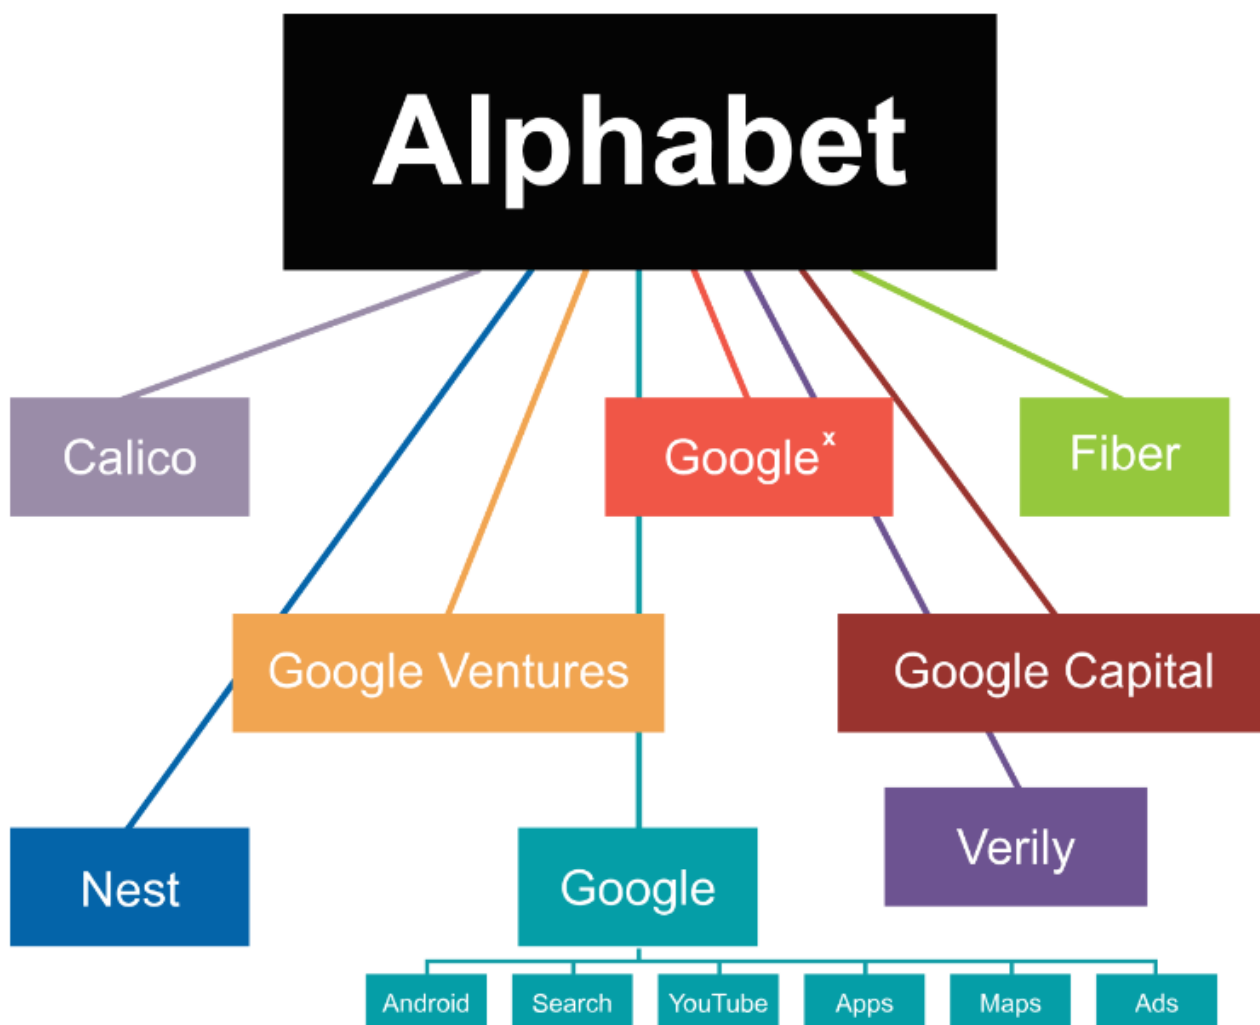 Alphabet
Calico
Google^x
Fiber
Google Ventures
Google Capital
Nest
Google
Verily
Android
Search
YouTube
Apps
Maps
Ads